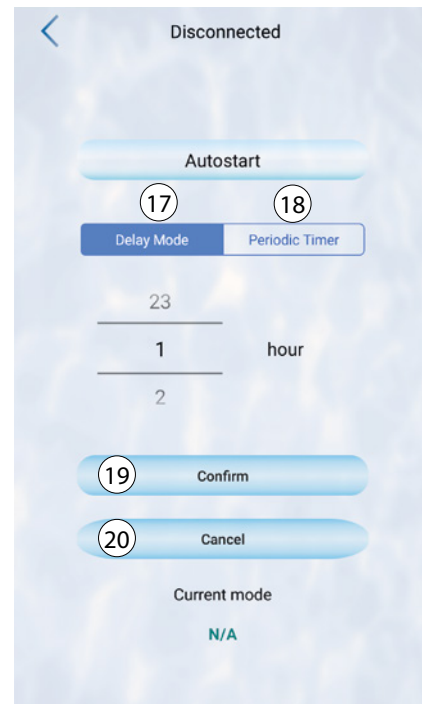 Disconnected
Autostart
17 18
Delay Mode Periodic Timer
23
1 hour
2
19 Confirm
20 Cancel
Current mode
N/A